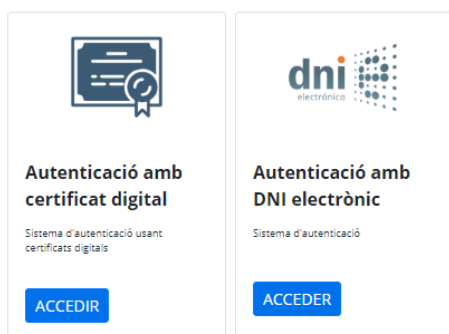 Autenticació amb
certificat digital
Sistema d'autenticació usant
certificats digitals
ACCEDIR
dni
electrónico
Autenticació amb
DNI electrònic
Sistema d'autenticació
ACCEDER